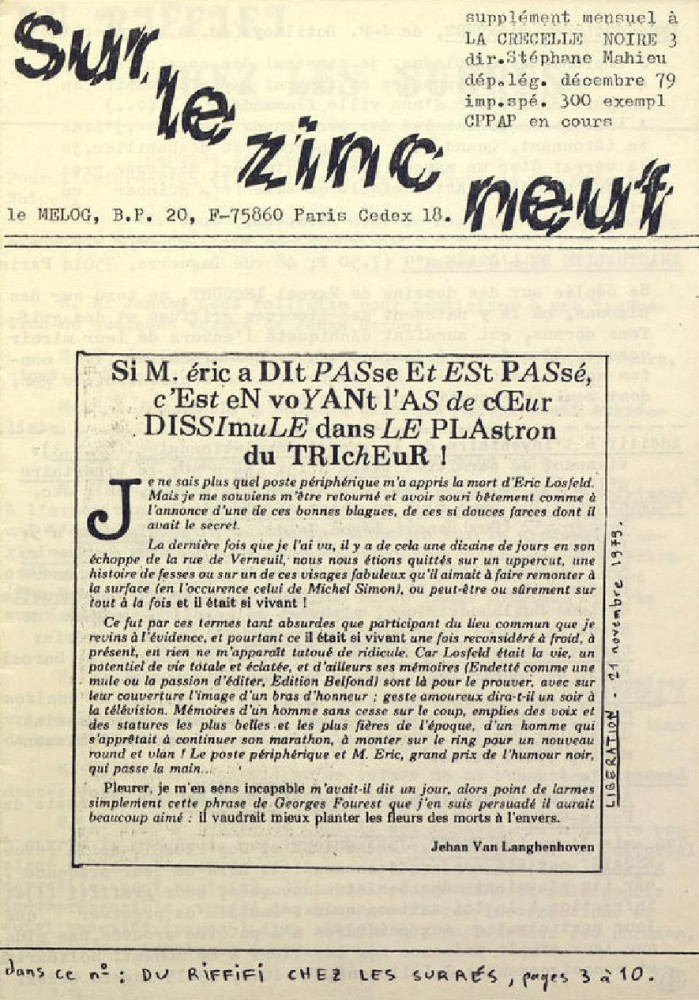 Sur
le zinc
neuf
supplément mensuel à
LA CRECELLE NOIRE 3
dir.Stéphane Mahieu
dép.lég. décembre 79
imp.spé. 300 exempl
CPPAP en cours
le MELOG, B.P. 20, F-75860 Paris Cedex 18.
Si M. éric a DIt PASse Et ESt PASsé,
c'Est eN voYANt l'AS de cŒur
DISSImuLE dans LE PLAstron
du TRIchEuR !
Je ne sais plus quel poste périphérique m'a appris la mort d'Eric Losfeld.
Mais je me souviens m'être retourné et avoir souri bêtement comme à
l'annonce d'une de ces bonnes blagues, de ces si douces farces dont il
avait le secret.
La dernière fois que je l'ai vu, il y a de cela une dizaine de jours en son
échoppe de la rue de Verneuil, nous nous étions quittés sur un uppercut, une
histoire de fesses ou sur un de ces visages fabuleux qu'il aimait à faire remonter à
la surface (en l'occurence celui de Michel Simon), ou peut-être ou sûrement sur
tout à la fois et il était si vivant !
Ce fut par ces termes tant absurdes que participant du lieu commun que je
revins à l'évidence, et pourtant ce il était si vivant une fois reconsidéré à froid, à
présent, en rien ne m'apparaît tatoué de ridicule. Car Losfeld était la vie, un
potentiel de vie totale et éclatée, et d'ailleurs ses mémoires (Endetté comme une
mule ou la passion d'éditer, Edition Belfond) sont là pour le prouver, avec sur
leur couverture l'image d'un bras d'honneur ; geste amoureux dira-t-il un soir à
la télévision. Mémoires d'un homme sans cesse sur le coup, emplies des voix et
des statures les plus belles et les plus fières de l'époque, d'un homme qui
s'apprêtait à continuer son marathon, à monter sur le ring pour un nouveau
round et vlan ! Le poste périphérique et M. Eric, grand prix de l'humour noir,
qui passe la main...
Pleurer, je m'en sens incapable m'avait-il dit un jour, alors point de larmes
simplement cette phrase de Georges Fourest que j'en suis persuadé il aurait
beaucoup aimé : il vaudrait mieux planter les fleurs des morts à l'envers.
Jehan Van Langhenhoven
LIBERATION . 21 novembre 1979.
dans ce n° : DU RIFFIFI CHEZ LES SURRÉS, pages 3 à 10.